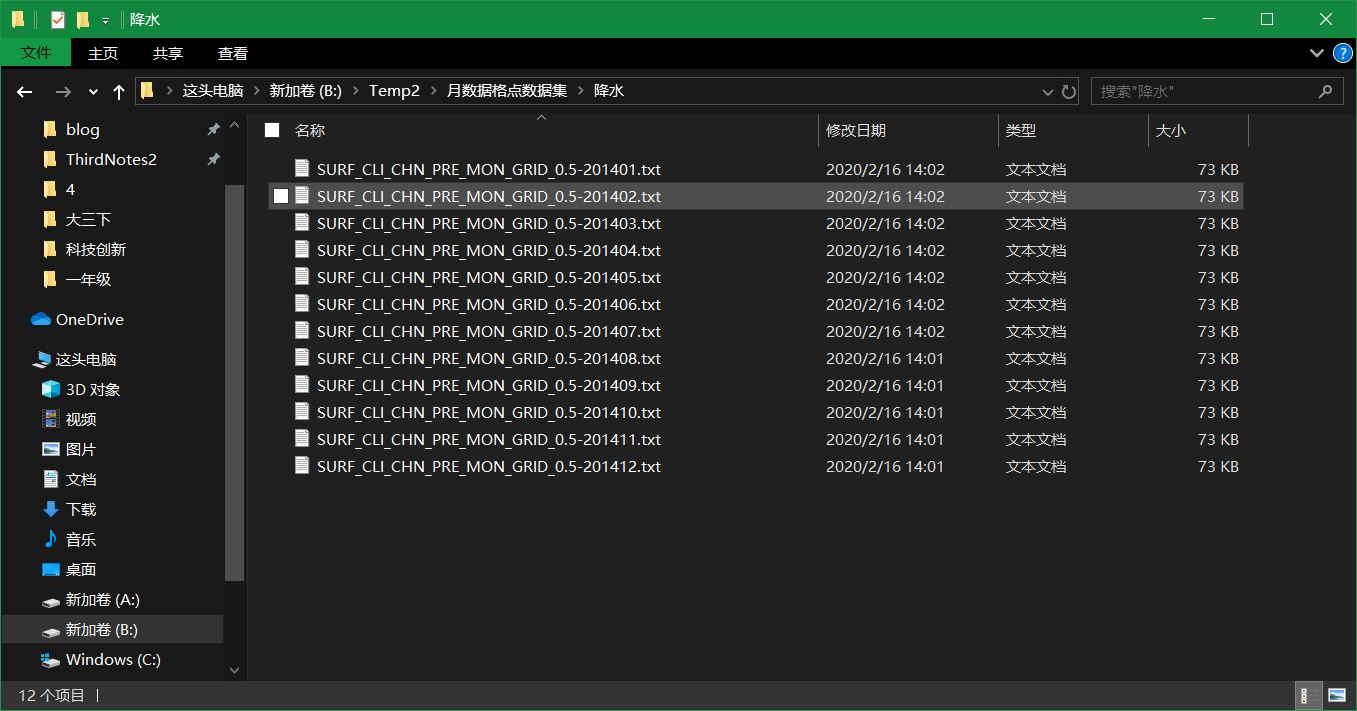 降水
文件 主页 共享 查看
这头电脑 新加卷 (B:) Temp2 月数据格点数据集 降水 搜索"降水"
名称 修改日期 类型 大小
blog
ThirdNotes2
4
大三下
科技创新
一年级
OneDrive
这头电脑
3D 对象
视频
图片
文档
下载
音乐
桌面
新加卷 (A:)
新加卷 (B:)
Windows (C:)
SURF_CLI_CHN_PRE_MON_GRID_0.5-201401.txt 2020/2/16 14:02 文本文档 73 KB
SURF_CLI_CHN_PRE_MON_GRID_0.5-201402.txt 2020/2/16 14:02 文本文档 73 KB
SURF_CLI_CHN_PRE_MON_GRID_0.5-201403.txt 2020/2/16 14:02 文本文档 73 KB
SURF_CLI_CHN_PRE_MON_GRID_0.5-201404.txt 2020/2/16 14:02 文本文档 73 KB
SURF_CLI_CHN_PRE_MON_GRID_0.5-201405.txt 2020/2/16 14:02 文本文档 73 KB
SURF_CLI_CHN_PRE_MON_GRID_0.5-201406.txt 2020/2/16 14:02 文本文档 73 KB
SURF_CLI_CHN_PRE_MON_GRID_0.5-201407.txt 2020/2/16 14:02 文本文档 73 KB
SURF_CLI_CHN_PRE_MON_GRID_0.5-201408.txt 2020/2/16 14:01 文本文档 73 KB
SURF_CLI_CHN_PRE_MON_GRID_0.5-201409.txt 2020/2/16 14:01 文本文档 73 KB
SURF_CLI_CHN_PRE_MON_GRID_0.5-201410.txt 2020/2/16 14:01 文本文档 73 KB
SURF_CLI_CHN_PRE_MON_GRID_0.5-201411.txt 2020/2/16 14:01 文本文档 73 KB
SURF_CLI_CHN_PRE_MON_GRID_0.5-201412.txt 2020/2/16 14:01 文本文档 73 KB
12 个项目